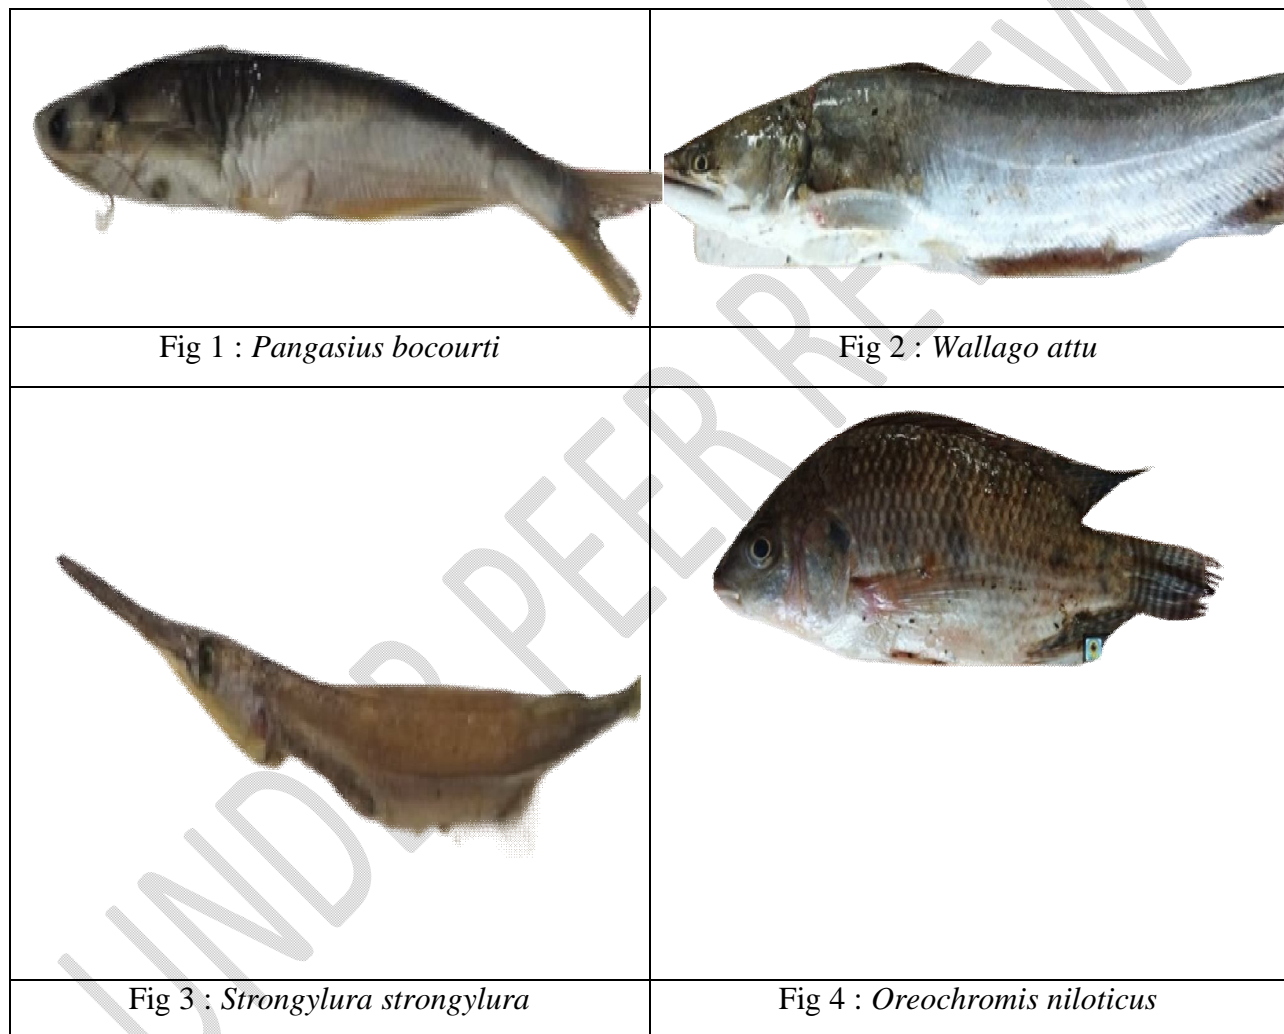 Fig 1 : Pangasius bocourti
Fig 2 : Wallago attu
Fig 3 : Strongylura strongylura
Fig 4 : Oreochromis niloticus
UNDER PEER REVIEW